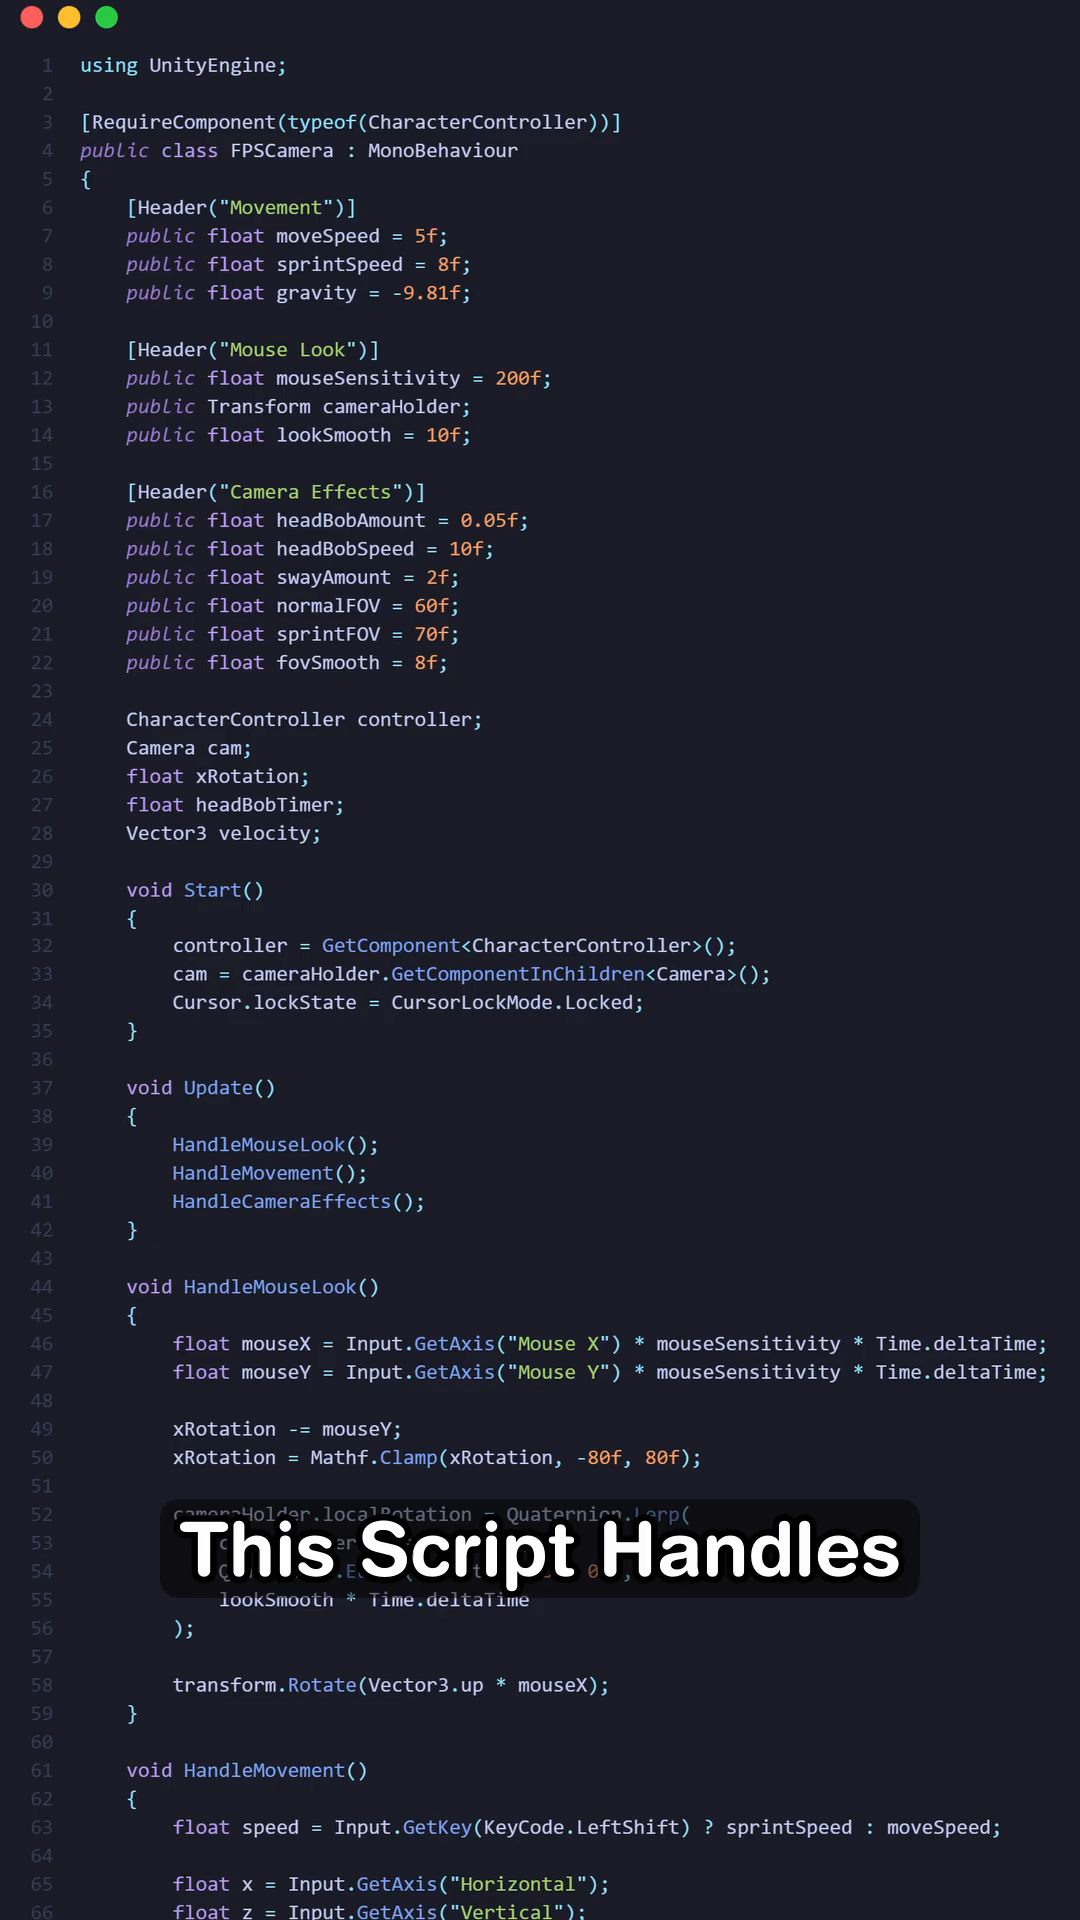 1 using UnityEngine;
2
3 [RequireComponent(typeof(CharacterController))]
4 public class FPSCamera : MonoBehaviour
5 {
6 [Header("Movement")]
7 public float moveSpeed = 5f;
8 public float sprintSpeed = 8f;
9 public float gravity = -9.81f;
10
11 [Header("Mouse Look")]
12 public float mouseSensitivity = 200f;
13 public Transform cameraHolder;
14 public float lookSmooth = 10f;
15
16 [Header("Camera Effects")]
17 public float headBobAmount = 0.05f;
18 public float headBobSpeed = 10f;
19 public float swayAmount = 2f;
20 public float normalFOV = 60f;
21 public float sprintFOV = 70f;
22 public float fovSmooth = 8f;
23
24 CharacterController controller;
25 Camera cam;
26 float xRotation;
27 float headBobTimer;
28 Vector3 velocity;
29
30 void Start()
31 {
32 controller = GetComponent<CharacterController>();
33 cam = cameraHolder.GetComponentInChildren<Camera>();
34 Cursor.lockState = CursorLockMode.Locked;
35 }
36
37 void Update()
38 {
39 HandleMouseLook();
40 HandleMovement();
41 HandleCameraEffects();
42 }
43
44 void HandleMouseLook()
45 {
46 float mouseX = Input.GetAxis("Mouse X") * mouseSensitivity * Time.deltaTime;
47 float mouseY = Input.GetAxis("Mouse Y") * mouseSensitivity * Time.deltaTime;
48
49 xRotation -= mouseY;
50 xRotation = Mathf.Clamp(xRotation, -80f, 80f);
51
52 cameraHolder.localRotation = Quaternion.Lerp(
53
This Script Handles
54
55 lookSmooth * Time.deltaTime
56 );
57
58 transform.Rotate(Vector3.up * mouseX);
59 }
60
61 void HandleMovement()
62 {
63 float speed = Input.GetKey(KeyCode.LeftShift) ? sprintSpeed : moveSpeed;
64
65 float x = Input.GetAxis("Horizontal");
66 float z = Input.GetAxis("Vertical");